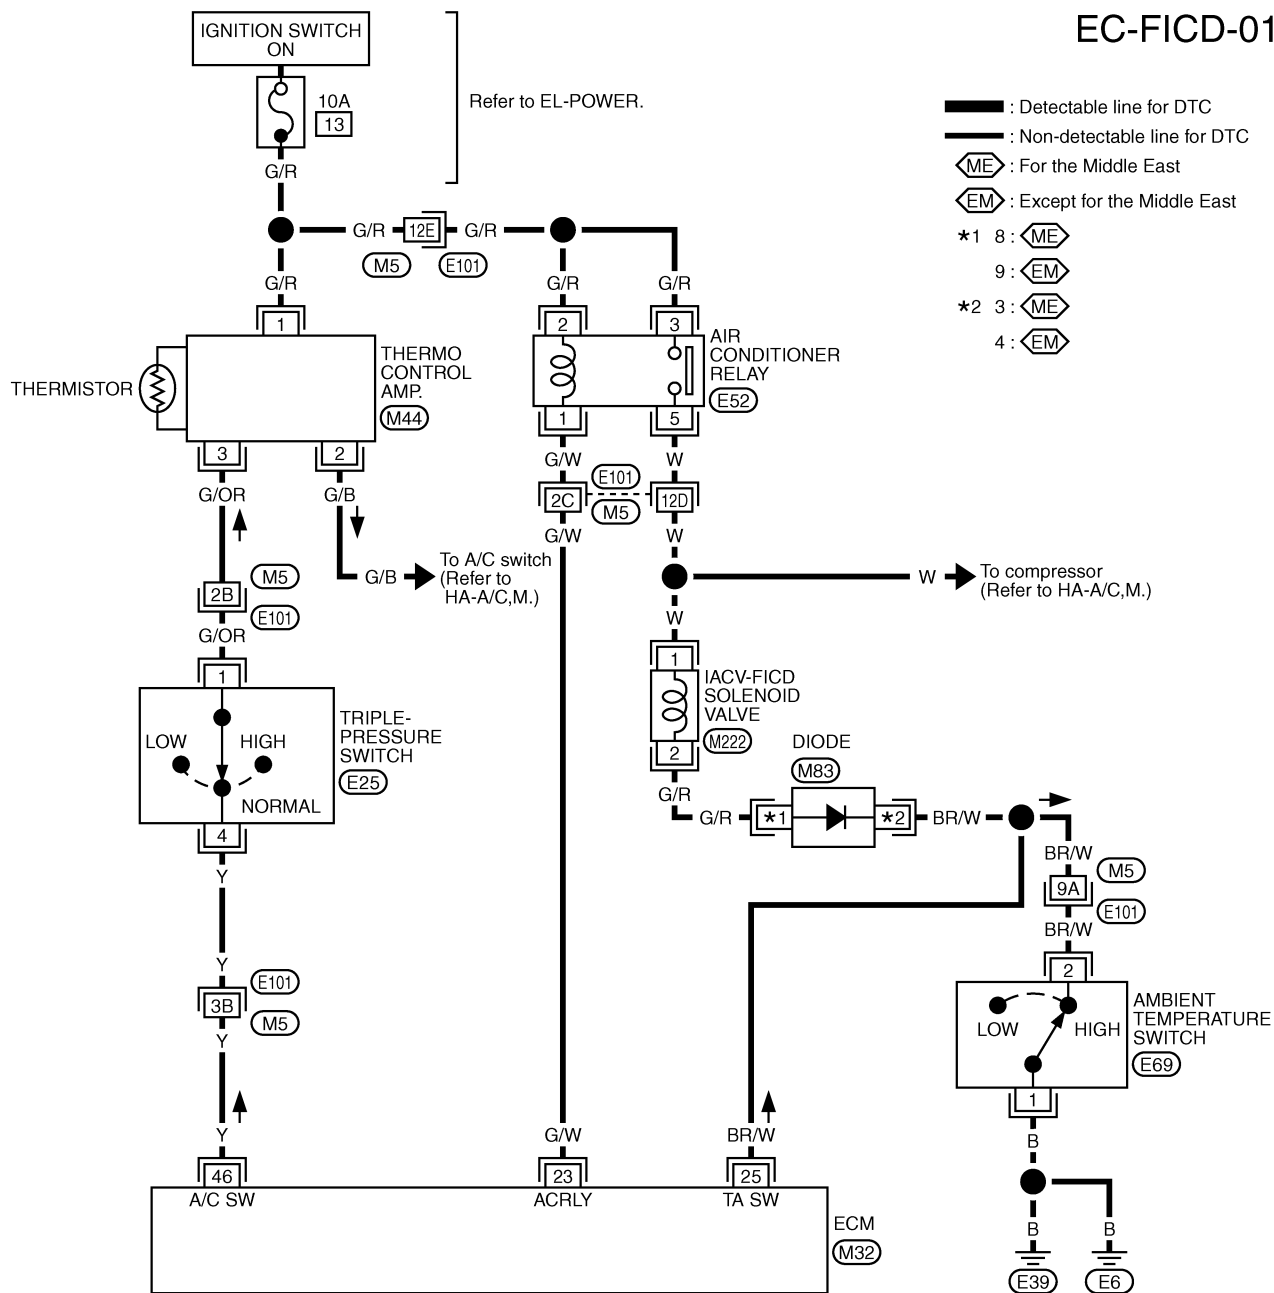 EC-FICD-01
IGNITION SWITCH
ON
10A
13
Refer to EL-POWER.
: Detectable line for DTC
: Non-detectable line for DTC
ME : For the Middle East
EM : Except for the Middle East
*1 8 : ME
9 : EM
*2 3 : ME
4 : EM
G/R
G/R 12E G/R
M5 E101
G/R G/R G/R
1 2 3
THERMISTOR
THERMO
CONTROL
AMP.
M44
AIR
CONDITIONER
RELAY
E52
3 2 1 5
G/OR G/B G/W W
E101
2C 12D
M5
G/W W
G/B
To A/C switch
(Refer to
HA-A/C,M.)
W
To compressor
(Refer to HA-A/C,M.)
M5
2B
E101
G/OR
W
1
1
IACV-FICD
SOLENOID
VALVE
M222
2
LOW HIGH
NORMAL
TRIPLE-
PRESSURE
SWITCH
E25
4
DIODE
M83
G/R
G/R *1 *2 BR/W
BR/W
M5
9A
E101
BR/W
Y
Y
E101
3B
M5
Y
2
LOW HIGH
AMBIENT
TEMPERATURE
SWITCH
E69
1
B
Y G/W BR/W
46 23 25
A/C SW ACRLY TA SW
ECM
M32
B B
E39 E6